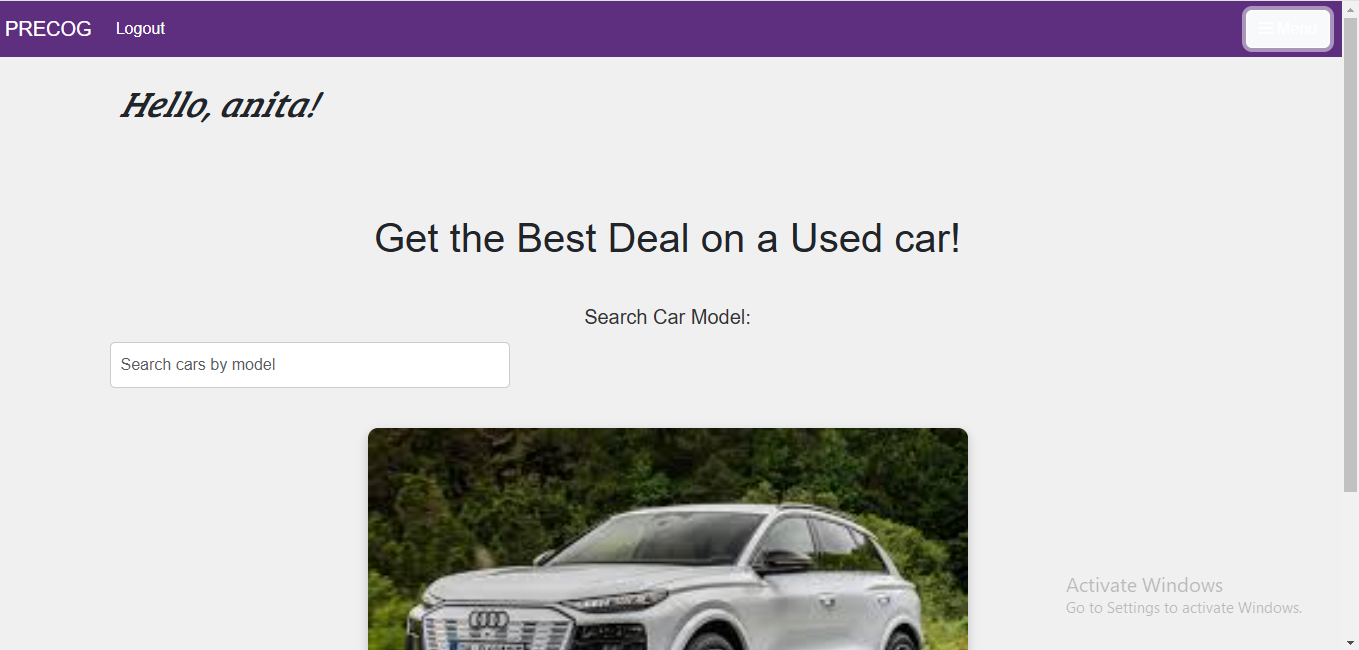 PRECOG Logout ☰ Menu
Hello, anita!
Get the Best Deal on a Used car!
Search Car Model:
Search cars by model
Activate Windows
Go to Settings to activate Windows.